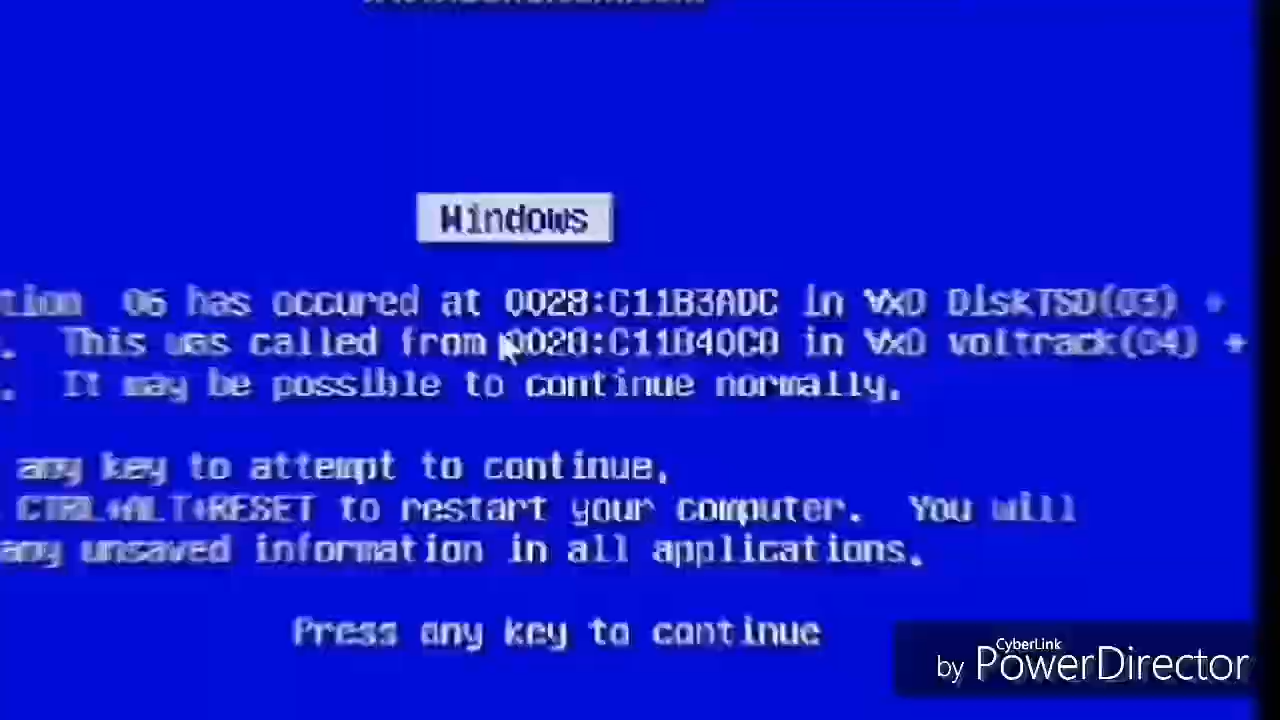 Windows
tion 06 has occured at 0028:C11B3ADC in VxD DiskTSD(03) +
. This was called from 0028:C11B40C8 in VxD voltrack(04) +
. It may be possible to continue normally.
any key to attempt to continue.
CTRL+ALT+RESET to restart your computer. You will
any unsaved information in all applications.
Press any key to continue
CyberLink
by PowerDirector